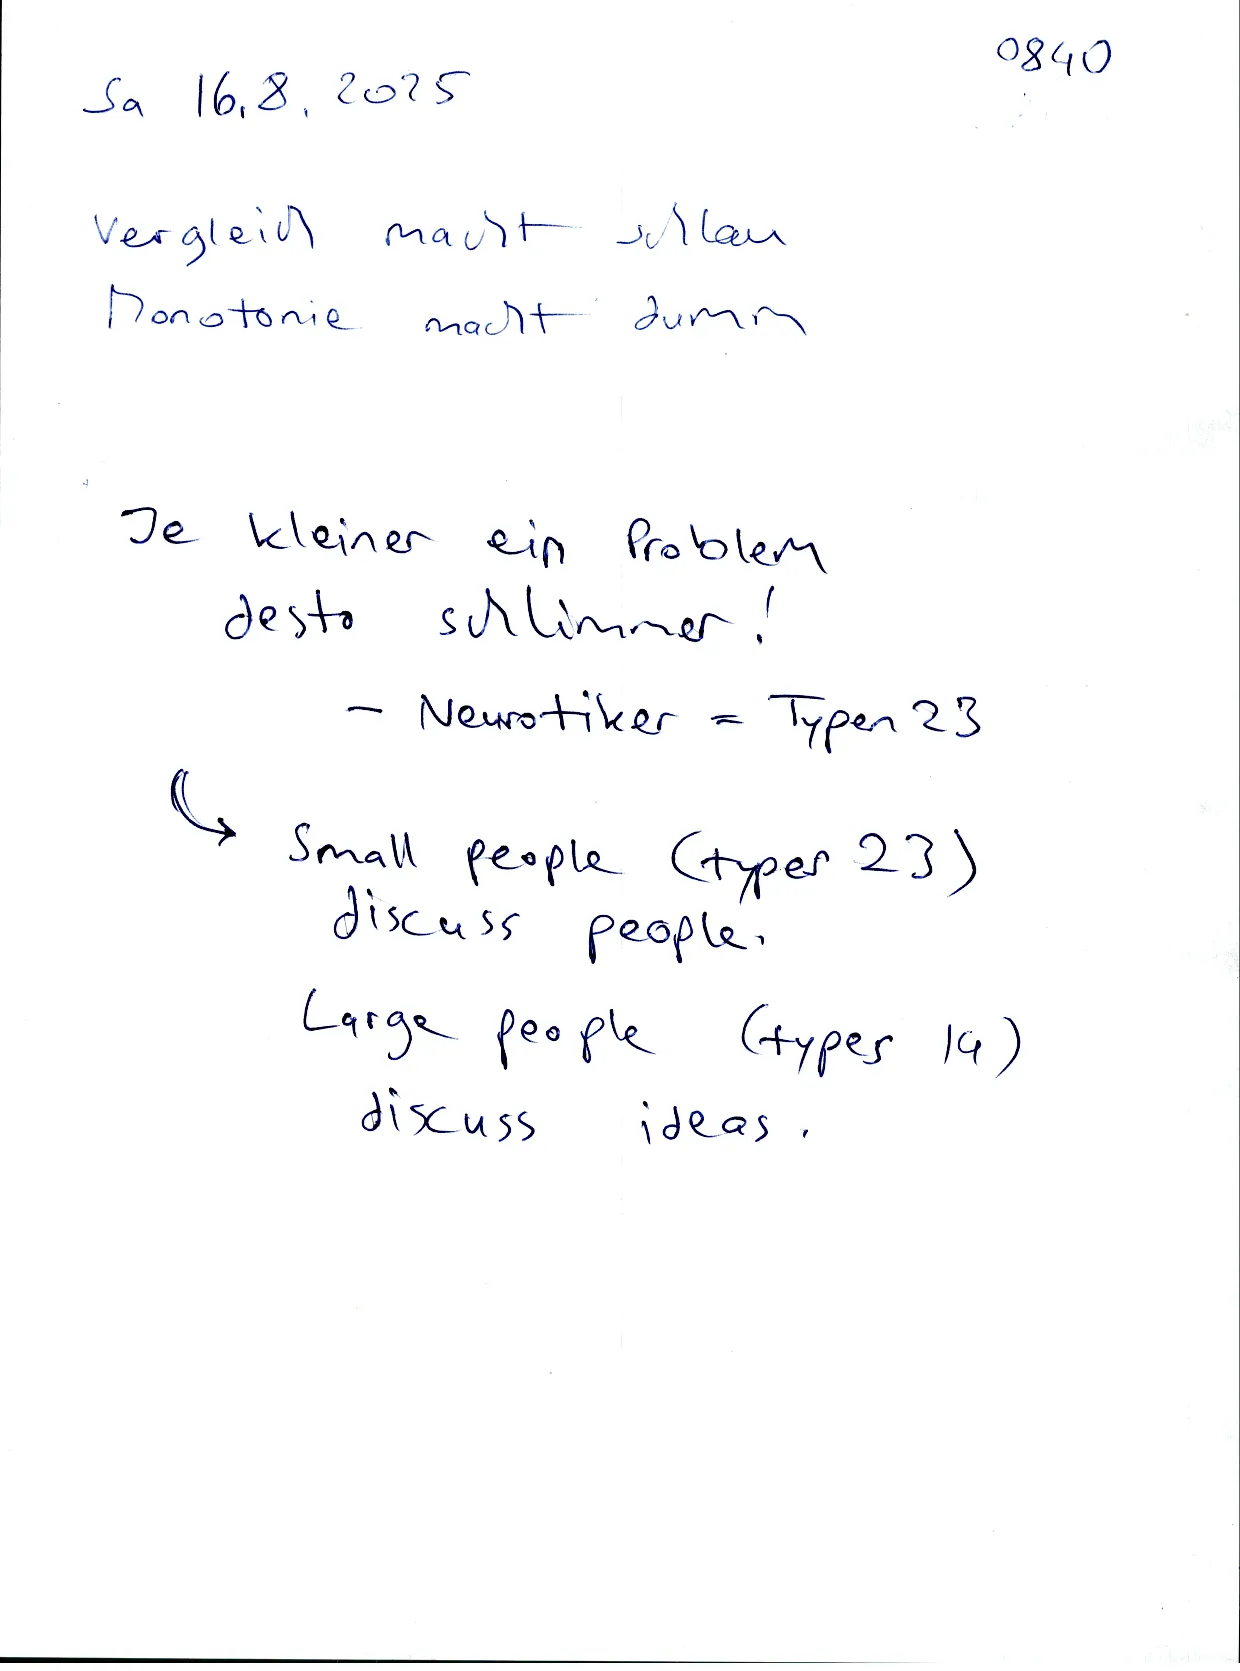 0840
Sa 16.8.2025
Vergleich macht schlau
Monotonie macht dumm
Je kleiner ein Problem
desto schlimmer!
- Neurotiker = Typen 23
Small people (types 23)
discuss people.
Large people (types 14)
discuss ideas.